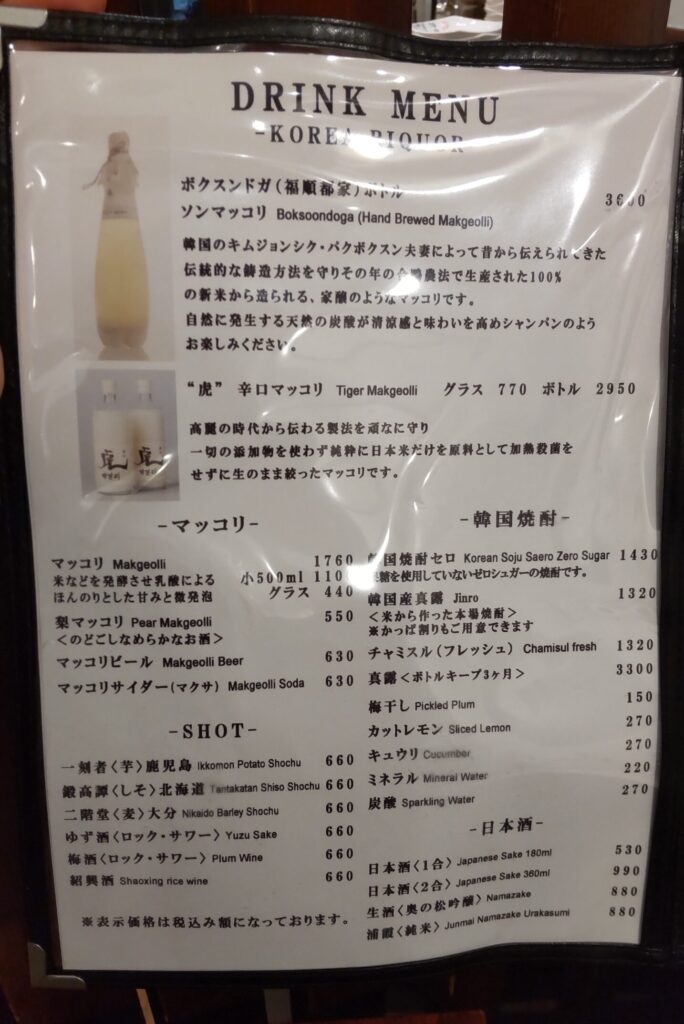 DRINK MENU
-KOREA RIQUOR-
ボクスンドガ(福順都家)ボトル
ソンマッコリ Boksoondoga (Hand Brewed Makgeolli)
韓国のキムジョンシク・パクボクスン夫妻によって昔から伝えられてきた
伝統的な鋳造方法を守りその年の合鴨農法で生産された100%
の新米から造られる、家醸のようなマッコリです。
自然に発生する天然の炭酸が清涼感と味わいを高めシャンパンのよう
お楽しみください。
"虎" 辛口マッコリ Tiger Makgeolli グラス 770 ボトル 2950
高麗の時代から伝わる製法を頑なに守り
一切の添加物を使わず純粋に日本米だけを原料として加熱殺菌を
せずに生のまま絞ったマッコリです。
-マッコリ-
マッコリ Makgeolli 1760
米などを発酵させ乳酸による 小500ml
ほんのりとした甘みと微発泡 グラス 440
梨マッコリ Pear Makgeolli 550
<のどごしなめらかなお酒>
マッコリビール Makgeolli Beer 630
マッコリサイダー(マクサ) Makgeolli Soda 630
-SHOT-
一刻者〈芋〉鹿児島 Ikkomon Potato Shochu 660
鍛高譚〈しそ〉北海道 Tantakatan Shiso Shochu 660
二階堂〈麦〉大分 Nikaido Barley Shochu 660
ゆず酒〈ロック・サワー〉 Yuzu Sake 660
梅酒〈ロック・サワー〉 Plum Wine 660
紹興酒 Shaoxing rice wine 660
※表示価格は税込み額になっております。
-韓国焼酎-
韓国焼酎セロ Korean Soju Saero Zero Sugar 1430
を使用していないゼロシュガーの焼酎です。
韓国産真露 Jinro 1320
<米から作った本場焼酎>
※かっぱ割りもご用意できます
チャミスル(フレッシュ) Chamisul fresh 1320
真露<ボトルキープ3ヶ月> 3300
梅干し Pickled Plum 150
カットレモン Sliced Lemon 270
キュウリ Cucumber 270
ミネラル Mineral Water 220
炭酸 Sparkling Water 270
-日本酒-
日本酒〈1合〉 Japanese Sake 180ml 530
日本酒〈2合〉 Japanese Sake 360ml 990
生酒〈奥の松吟醸〉 Namazake 880
浦霞〈純米〉 Junmai Namazake Urakasumi 880